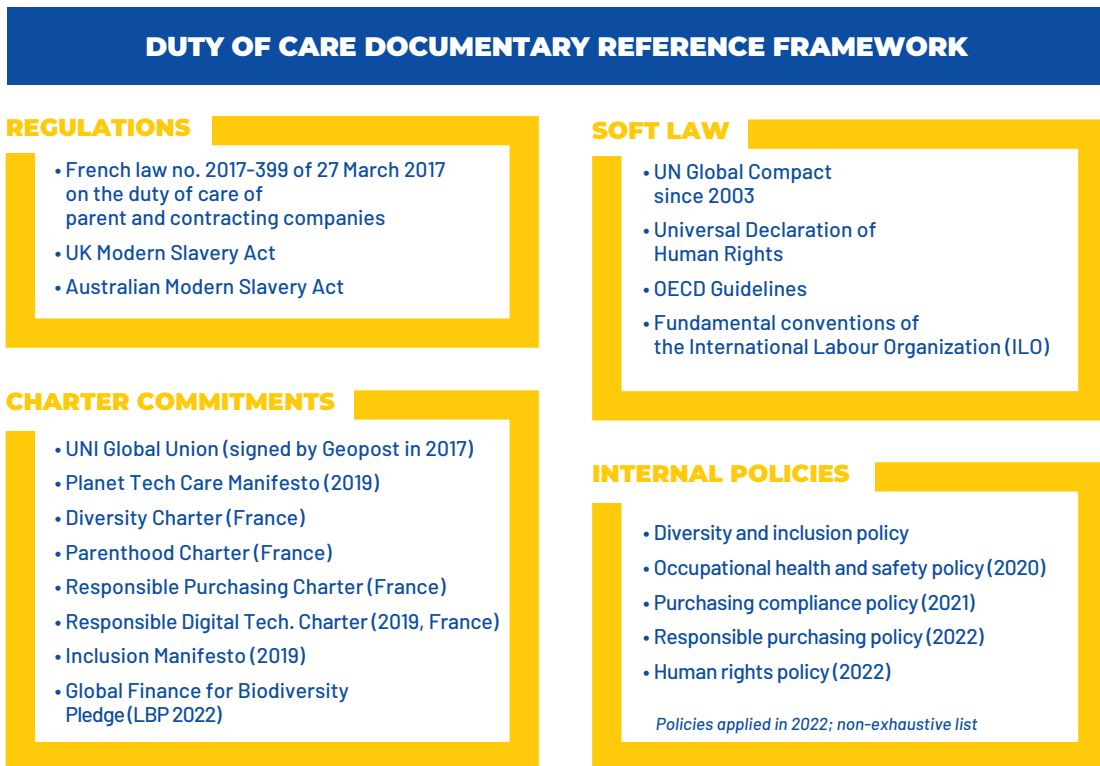 DUTY OF CARE DOCUMENTARY REFERENCE FRAMEWORK
REGULATIONS
• French law no. 2017-399 of 27 March 2017
on the duty of care of
parent and contracting companies
• UK Modern Slavery Act
• Australian Modern Slavery Act
CHARTER COMMITMENTS
• UNI Global Union (signed by Geopost in 2017)
• Planet Tech Care Manifesto (2019)
• Diversity Charter (France)
• Parenthood Charter (France)
• Responsible Purchasing Charter (France)
• Responsible Digital Tech. Charter (2019, France)
• Inclusion Manifesto (2019)
• Global Finance for Biodiversity
Pledge (LBP 2022)
SOFT LAW
• UN Global Compact
since 2003
• Universal Declaration of
Human Rights
• OECD Guidelines
• Fundamental conventions of
the International Labour Organization (ILO)
INTERNAL POLICIES
• Diversity and inclusion policy
• Occupational health and safety policy (2020)
• Purchasing compliance policy (2021)
• Responsible purchasing policy (2022)
• Human rights policy (2022)
Policies applied in 2022; non-exhaustive list